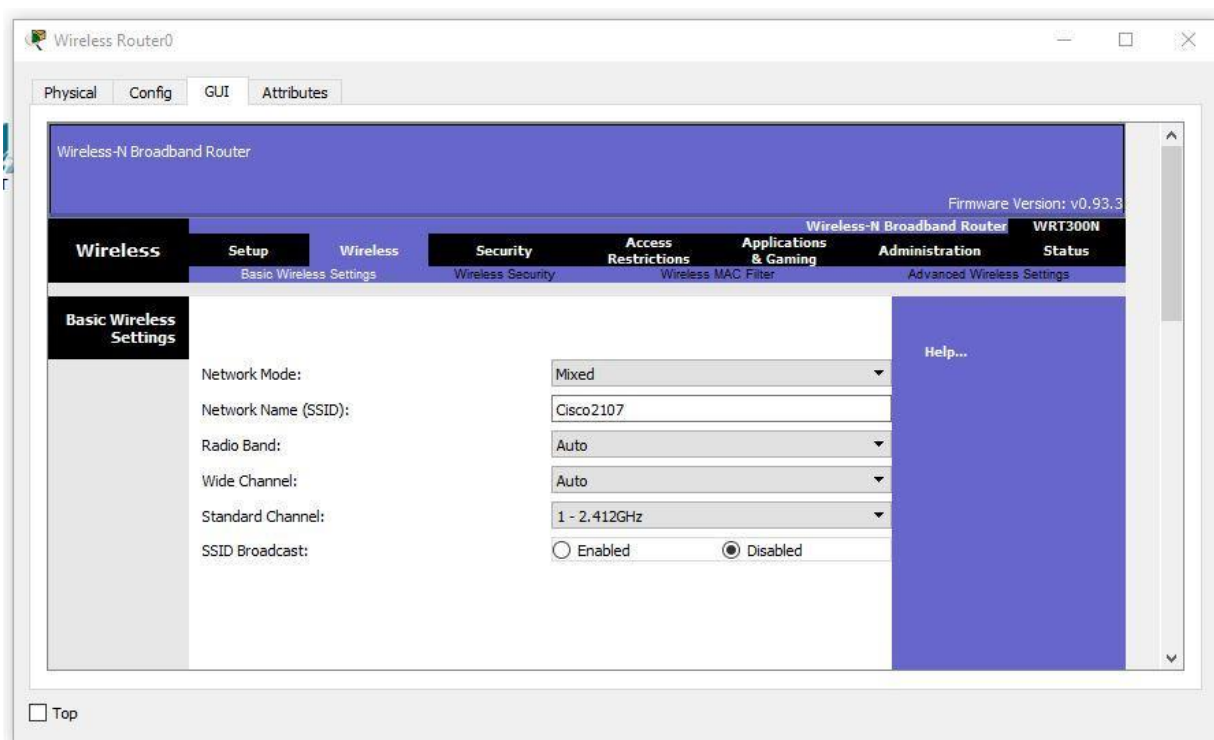 Wireless Router0
Physical Config GUI Attributes
T
Wireless-N Broadband Router
Firmware Version: v0.93.3
Wireless-N Broadband Router WRT300N
Wireless Setup Wireless Security Access Restrictions Applications & Gaming Administration Status
Basic Wireless Settings Wireless Security Wireless MAC Filter Advanced Wireless Settings
Basic Wireless
Settings
Help...
Network Mode: Mixed
Network Name (SSID): Cisco2107
Radio Band: Auto
Wide Channel: Auto
Standard Channel: 1 - 2.412GHz
SSID Broadcast: Enabled Disabled
Top